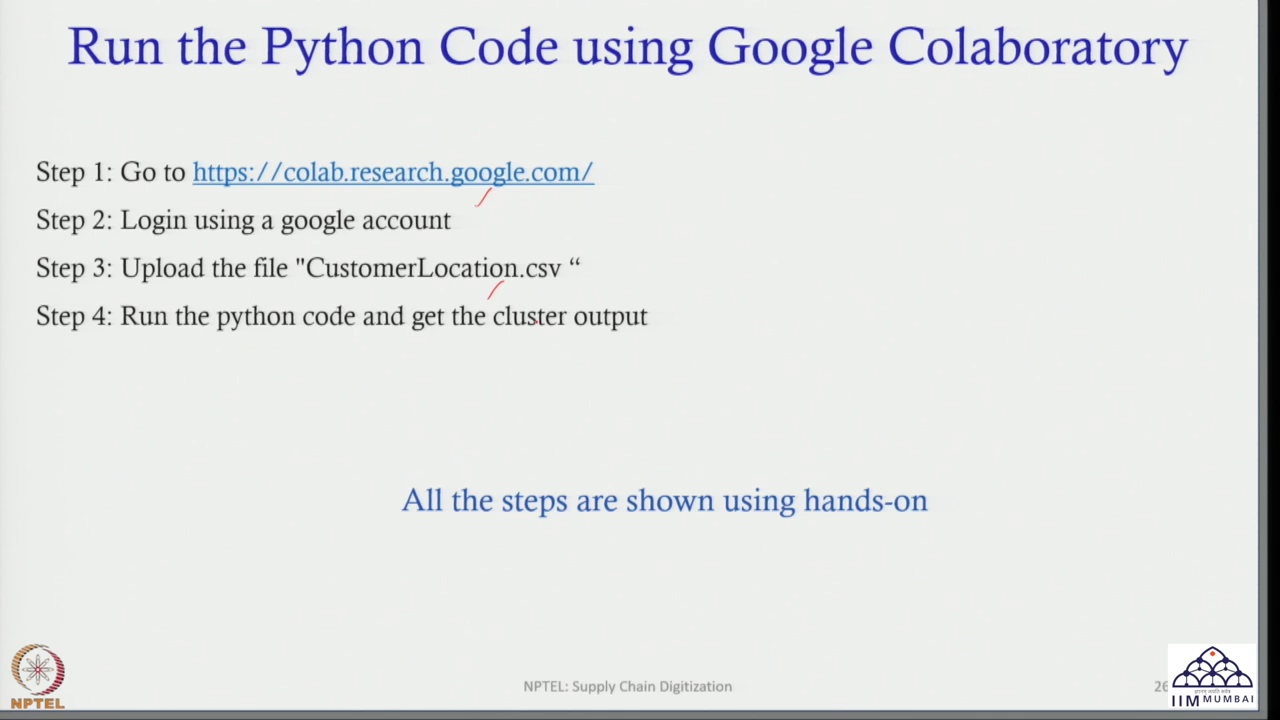 Run the Python Code using Google Colaboratory
Step 1: Go to https://colab.research.google.com/
Step 2: Login using a google account
Step 3: Upload the file "CustomerLocation.csv “
Step 4: Run the python code and get the cluster output
All the steps are shown using hands-on
NPTEL
NPTEL: Supply Chain Digitization
26
IIM MUMBAI